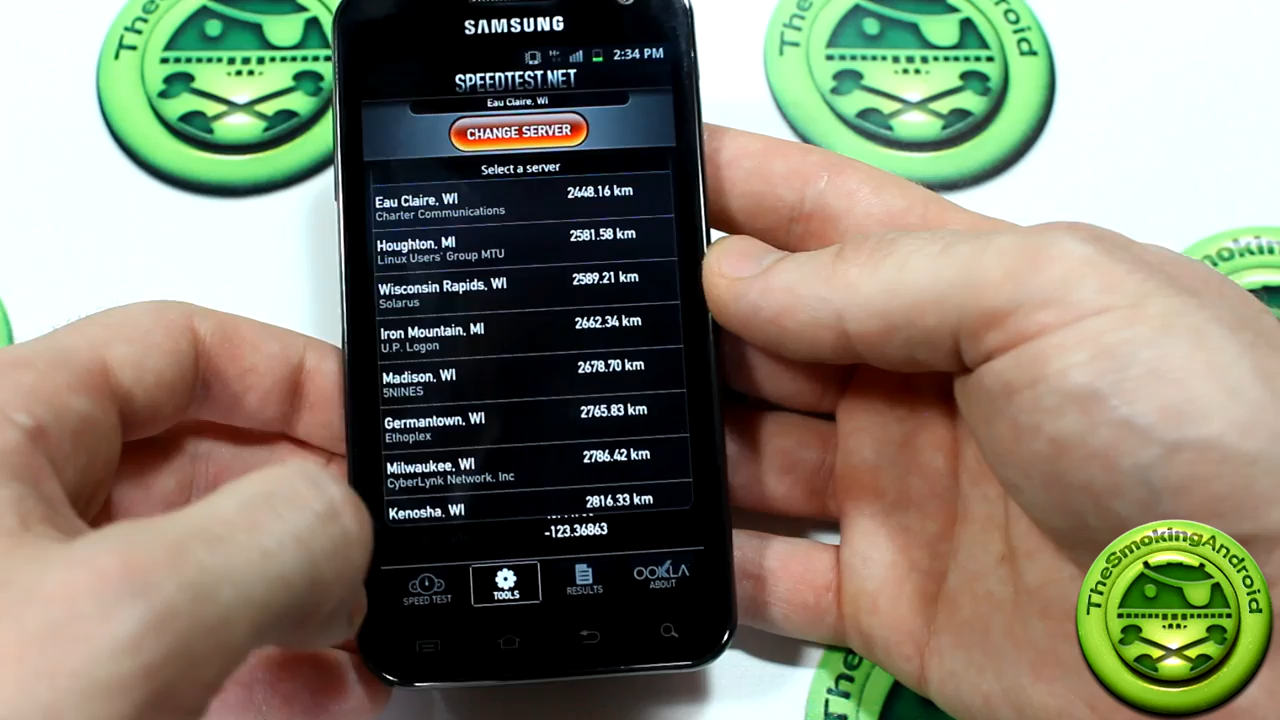 SAMSUNG
2:34 PM
SPEEDTEST.NET
Eau Claire, WI
CHANGE SERVER
Select a server
Eau Claire, WI 2448.16 km
Charter Communications
Houghton, MI 2581.58 km
Linux Users' Group MTU
Wisconsin Rapids, WI 2589.21 km
Solarus
Iron Mountain, MI 2662.34 km
U.P. Logon
Madison, WI 2678.70 km
5NINES
Germantown, WI 2765.83 km
Ethoplex
Milwaukee, WI 2786.42 km
CyberLynk Network, Inc
Kenosha, WI 2816.33 km
-123.36863
SPEED TEST TOOLS RESULTS OOKLA
ABOUT
TheSmokingAndroid